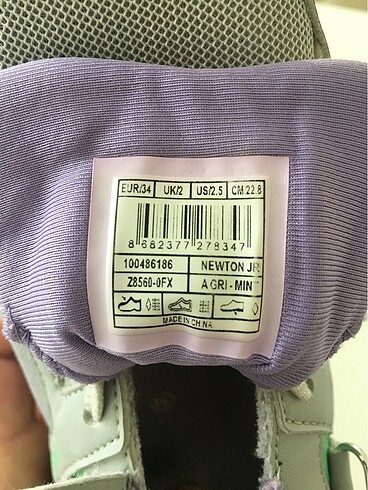 EUR/34 UK/2 US/2.5 CM 22.8
8 682377 278347
100486186 NEWTON JR
Z8560-0FX A GRI - MINT
MADE IN CHINA